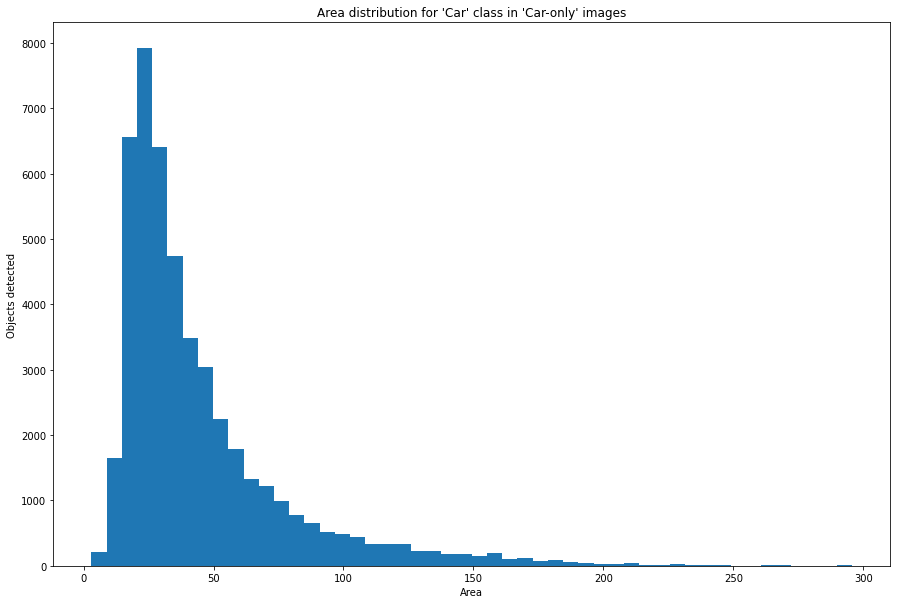 Area distribution for 'Car' class in 'Car-only' images
8000
7000
6000
5000
4000
3000
2000
1000
0
Objects detected
0 50 100 150 200 250 300
Area